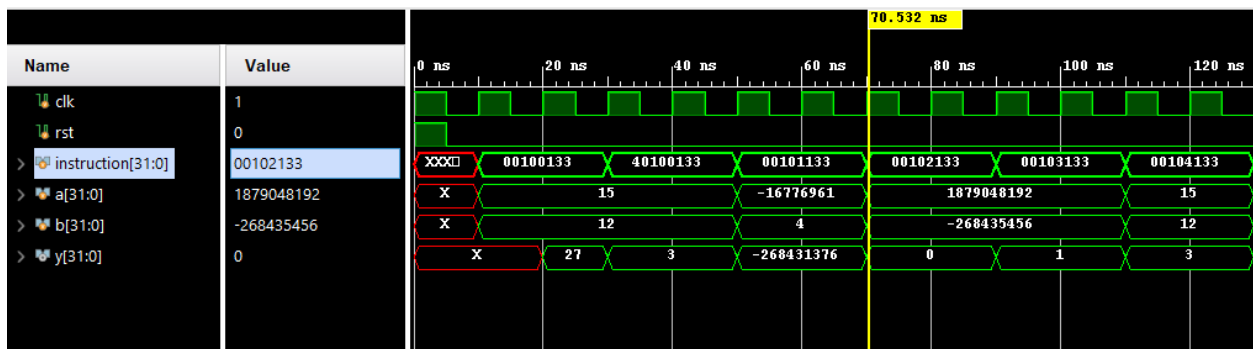 70.532 ns
Name Value 0 ns 20 ns 40 ns 60 ns 80 ns 100 ns 120 ns
clk 1
rst 0
instruction[31:0] 00102133 XXX 00100133 40100133 00101133 00102133 00103133 00104133
a[31:0] 1879048192 X 15 -16776961 1879048192 15
b[31:0] -268435456 X 12 4 -268435456 12
y[31:0] 0 X 27 3 -268431376 0 1 3